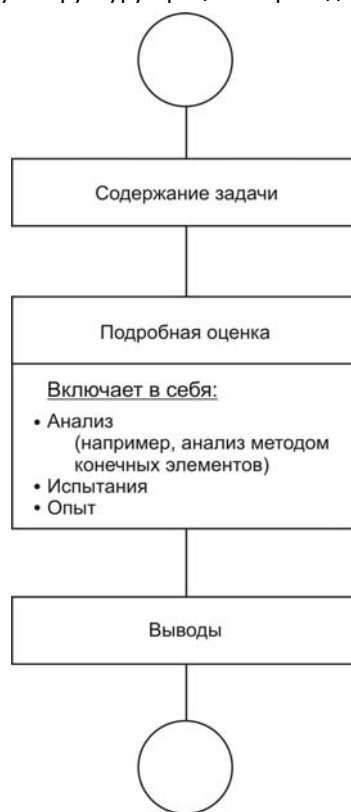 Содержание задачи
Подробная оценка
Включает в себя:
• Анализ
(например, анализ методом
конечных элементов)
• Испытания
• Опыт
Выводы